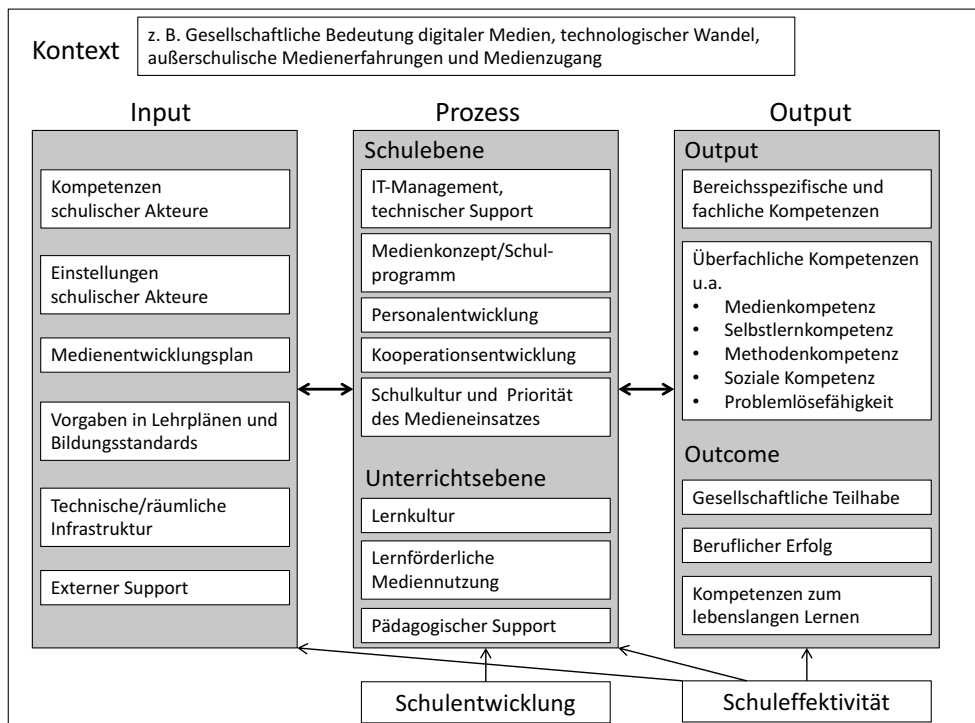 Kontext
z. B. Gesellschaftliche Bedeutung digitaler Medien, technologischer Wandel,
außerschulische Medienerfahrungen und Medienzugang
Input
Kompetenzen
schulischer Akteure
Einstellungen
schulischer Akteure
Medienentwicklungsplan
Vorgaben in Lehrplänen und
Bildungsstandards
Technische/räumliche
Infrastruktur
Externer Support
Prozess
Schulebene
IT-Management,
technischer Support
Medienkonzept/Schul-
programm
Personalentwicklung
Kooperationsentwicklung
Schulkultur und Priorität
des Medieneinsatzes
Unterrichtsebene
Lernkultur
Lernförderliche
Mediennutzung
Pädagogischer Support
Output
Output
Bereichsspezifische und
fachliche Kompetenzen
Überfachliche Kompetenzen
u.a.
• Medienkompetenz
• Selbstlernkompetenz
• Methodenkompetenz
• Soziale Kompetenz
• Problemlösefähigkeit
Outcome
Gesellschaftliche Teilhabe
Beruflicher Erfolg
Kompetenzen zum
lebenslangen Lernen
Schulentwicklung
Schuleffektivität